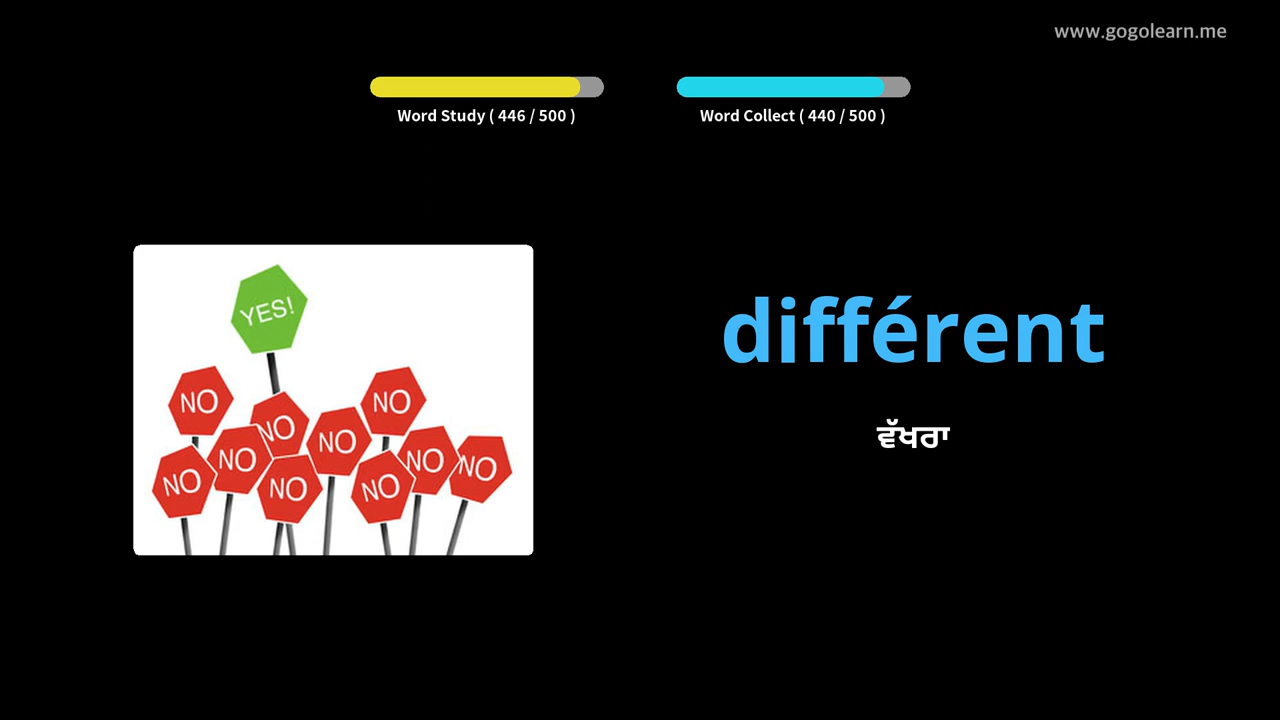 www.gogolearn.me
Word Study ( 446 / 500 )
Word Collect ( 440 / 500 )
YES!
NO
NO
NO
NO
NO
NO
NO
NO
NO
NO
différent
ਵੱਖਰਾ